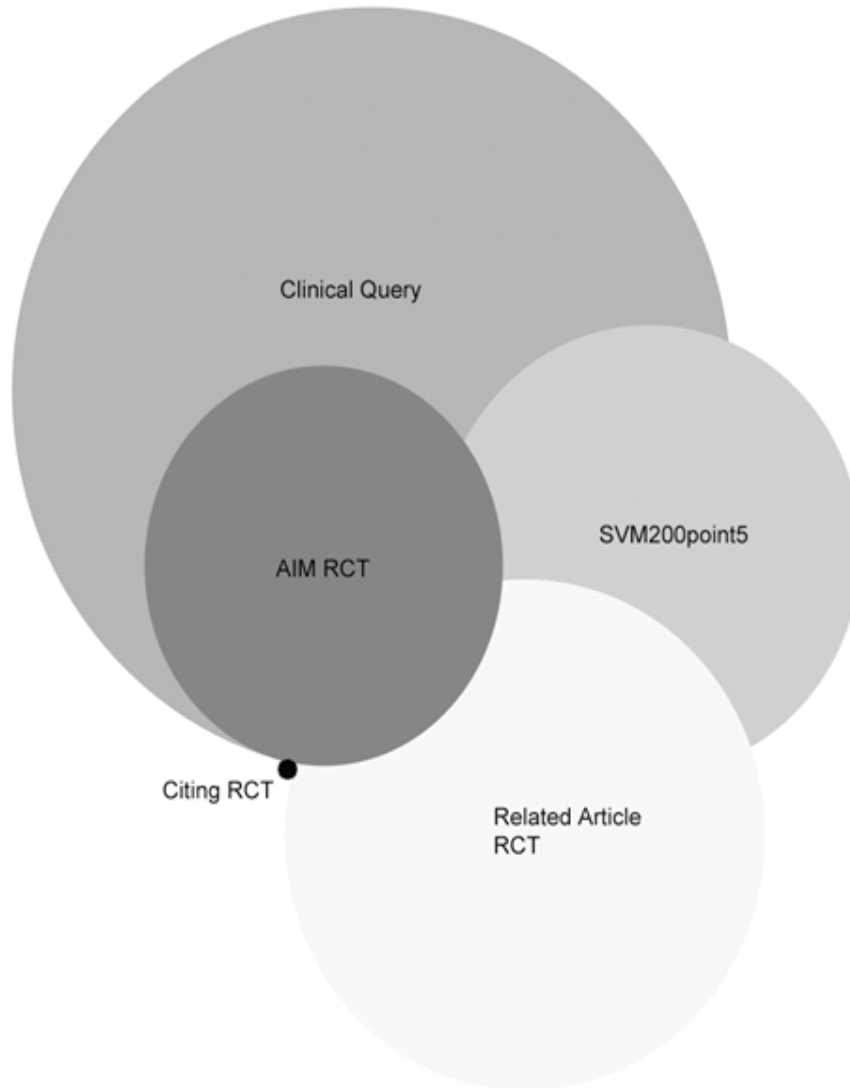 Clinical Query
SVM200point5
AIM RCT
Citing RCT
Related Article
RCT